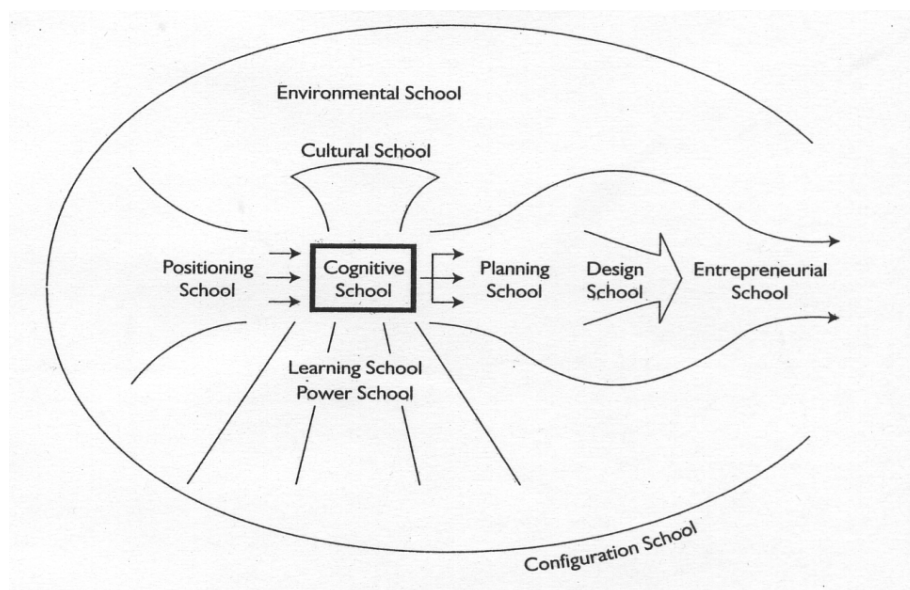 Environmental School
Cultural School
Positioning
School
Cognitive
School
Planning
School
Design
School
Entrepreneurial
School
Learning School
Power School
Configuration School